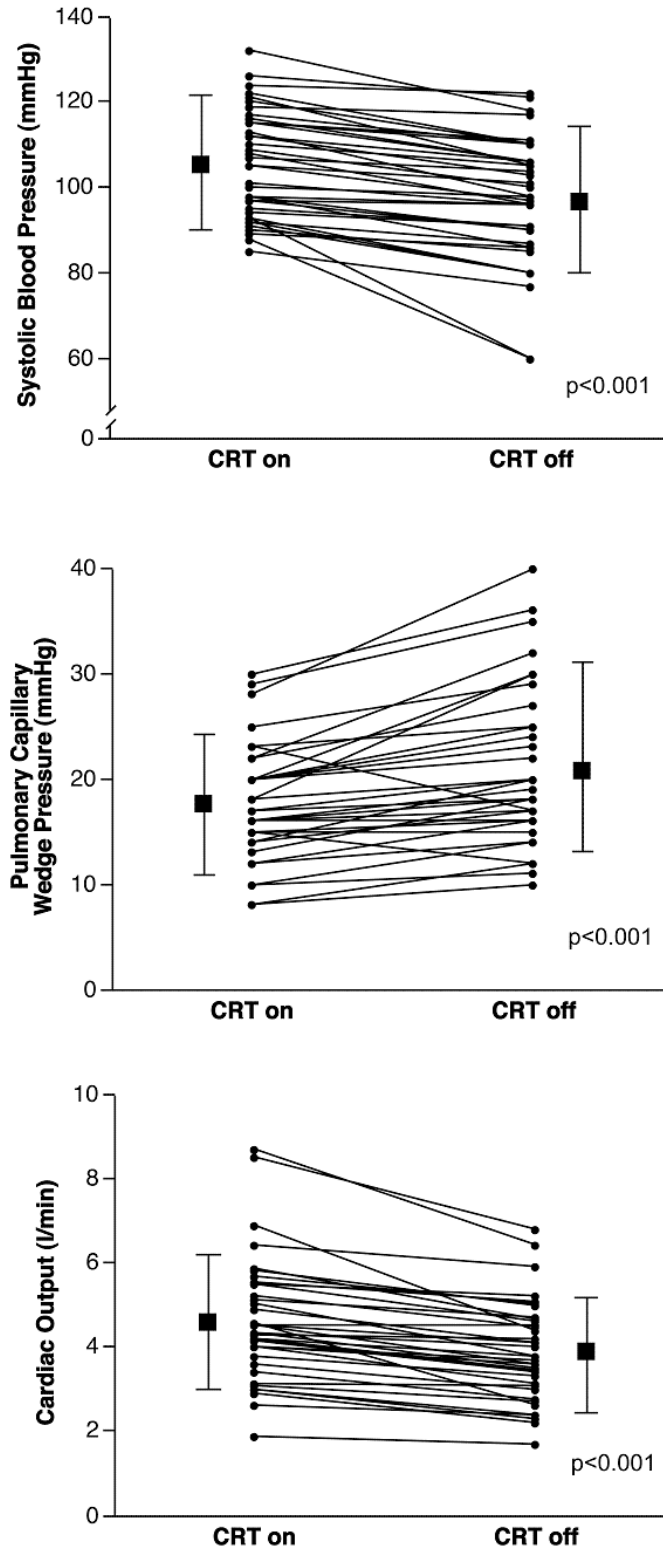 Systolic Blood Pressure (mmHg)
140
120
100
80
60
0
p<0.001
CRT on CRT off
Pulmonary Capillary
Wedge Pressure (mmHg)
40
30
20
10
0
p<0.001
CRT on CRT off
Cardiac Output (l/min)
10
8
6
4
2
0
p<0.001
CRT on CRT off